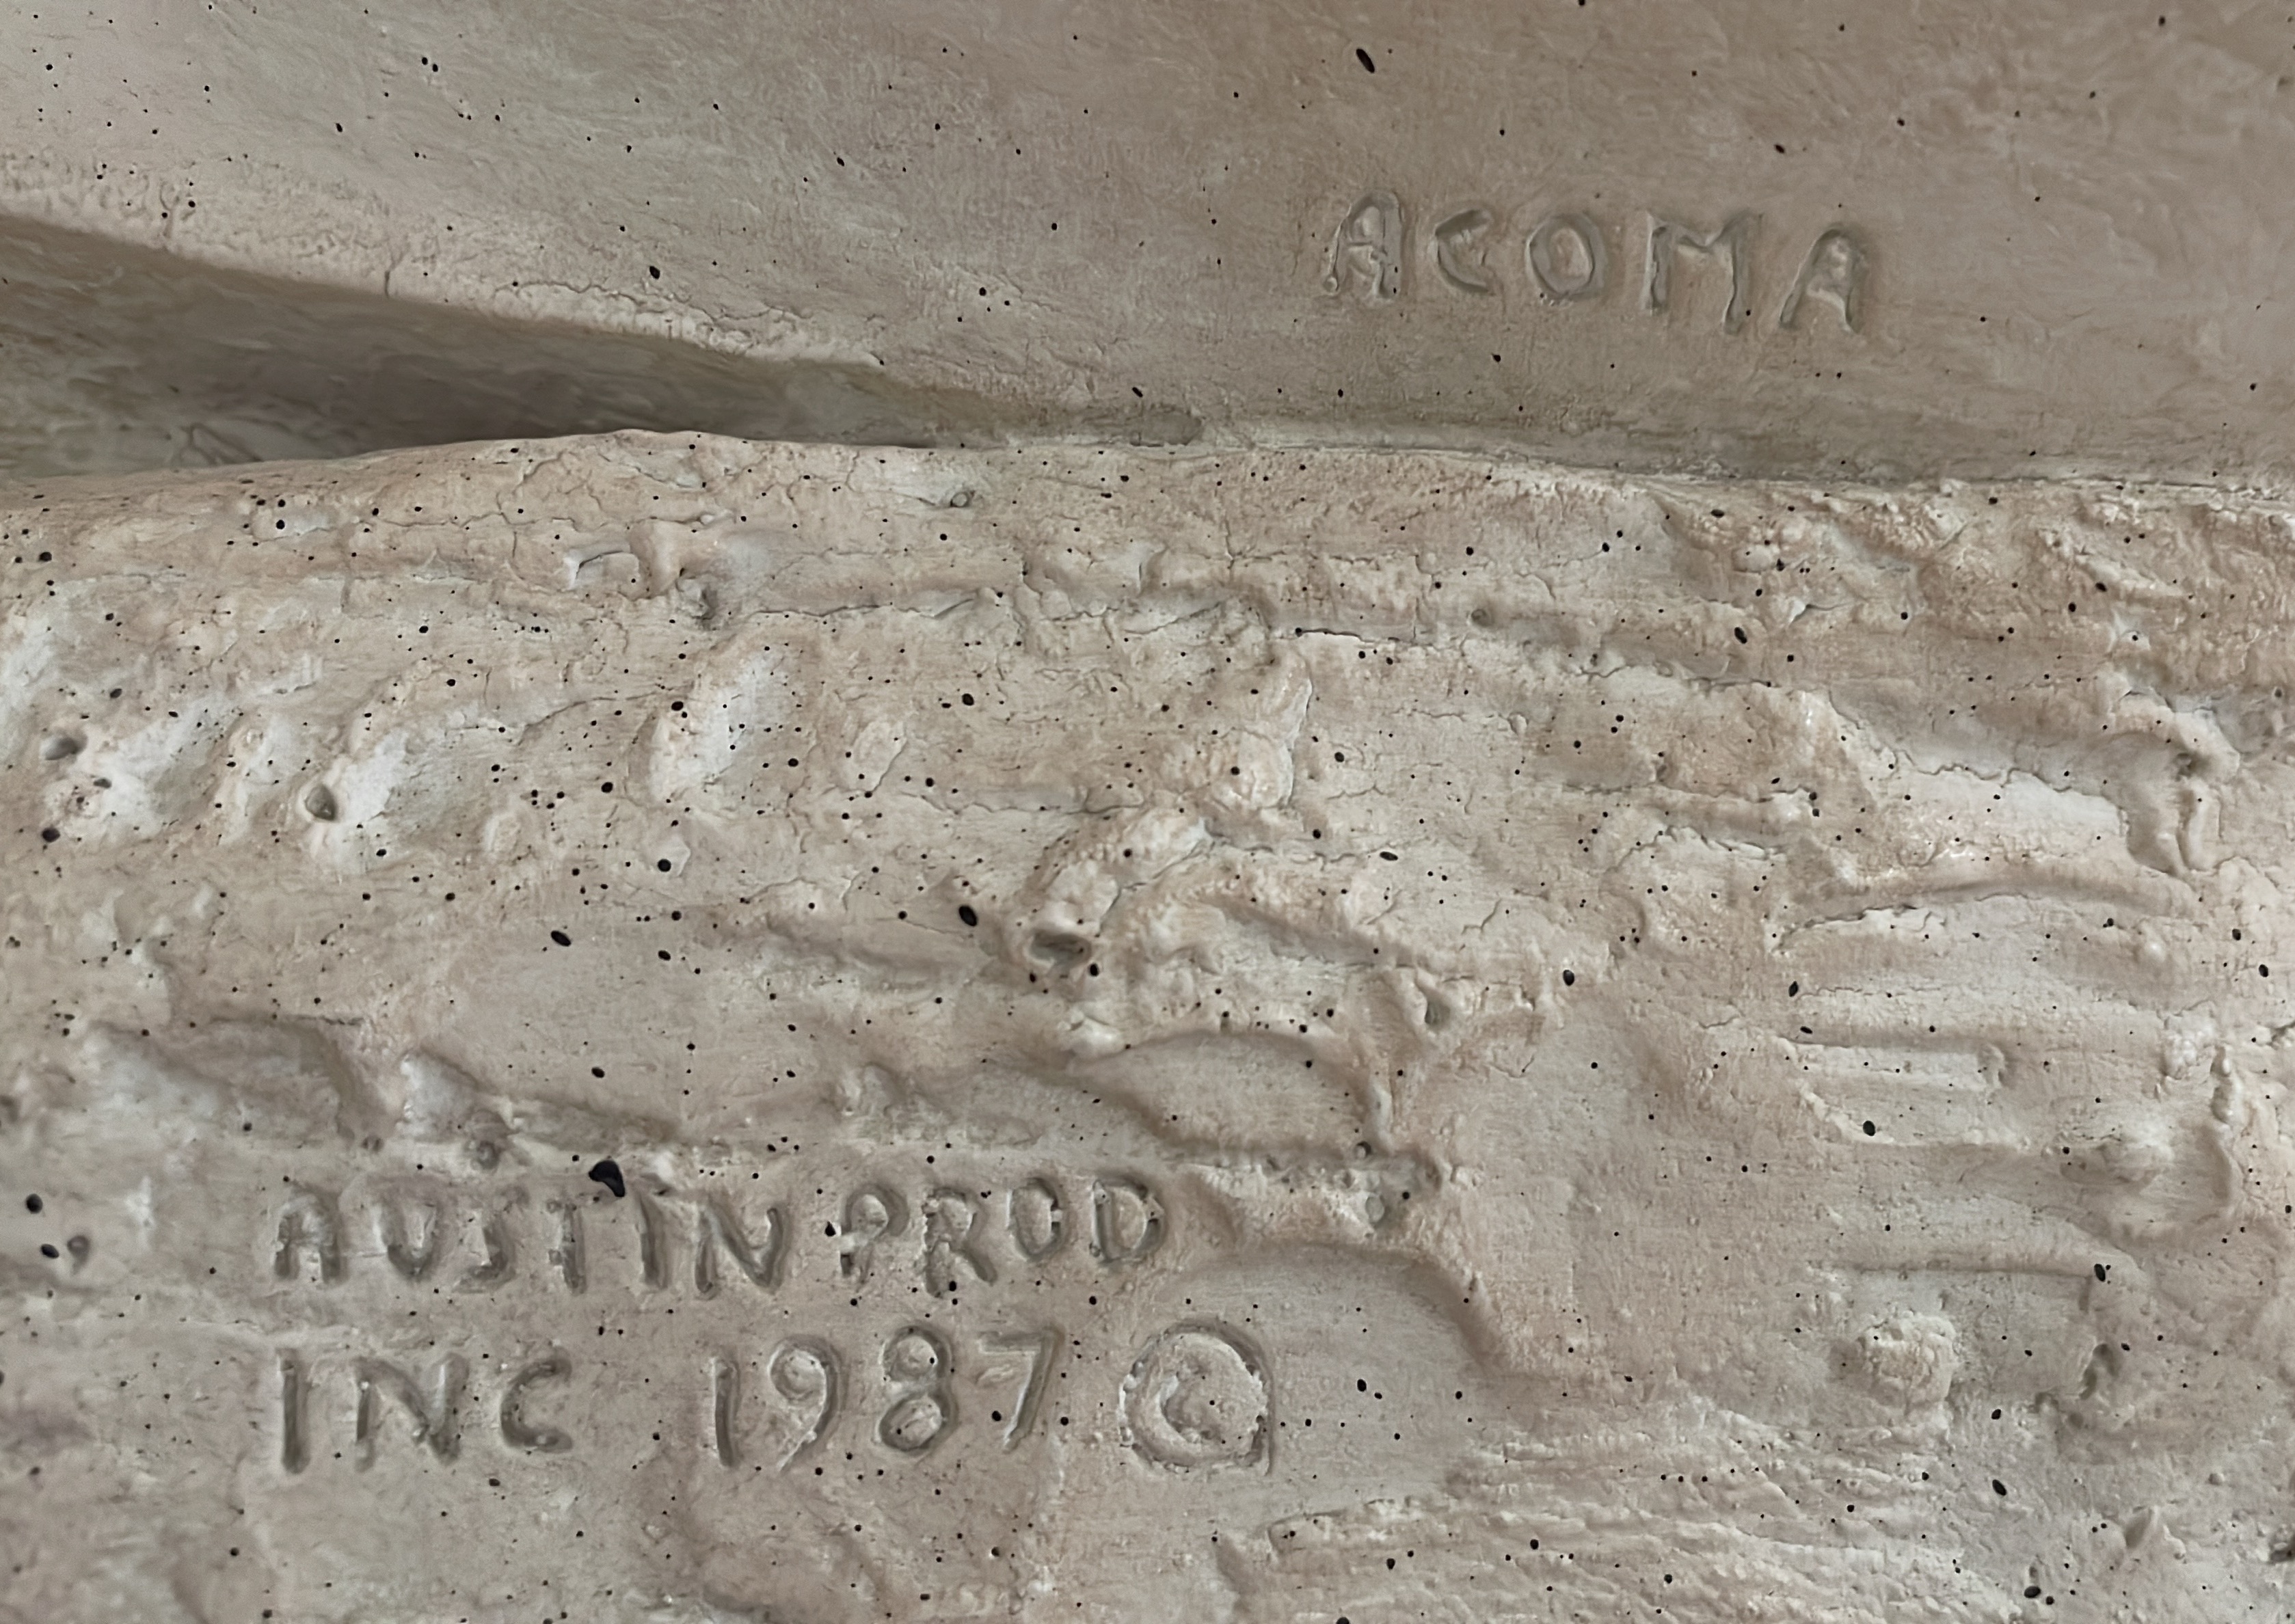 ACOMA
AUSTIN PROD
INC 1987 ©